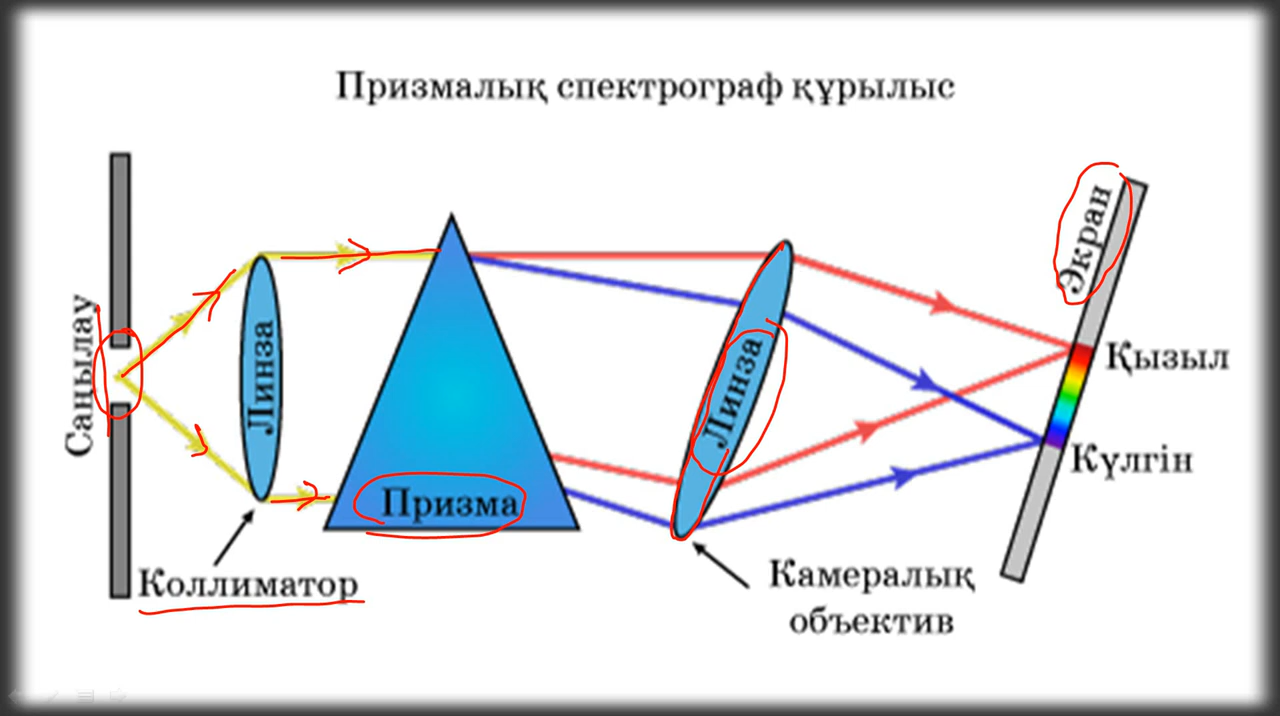 Призмалық спектрограф құрылыс
Саңылау
Линза
Призма
Линза
Экран
Қызыл
Күлгін
Коллиматор
Камералық
объектив